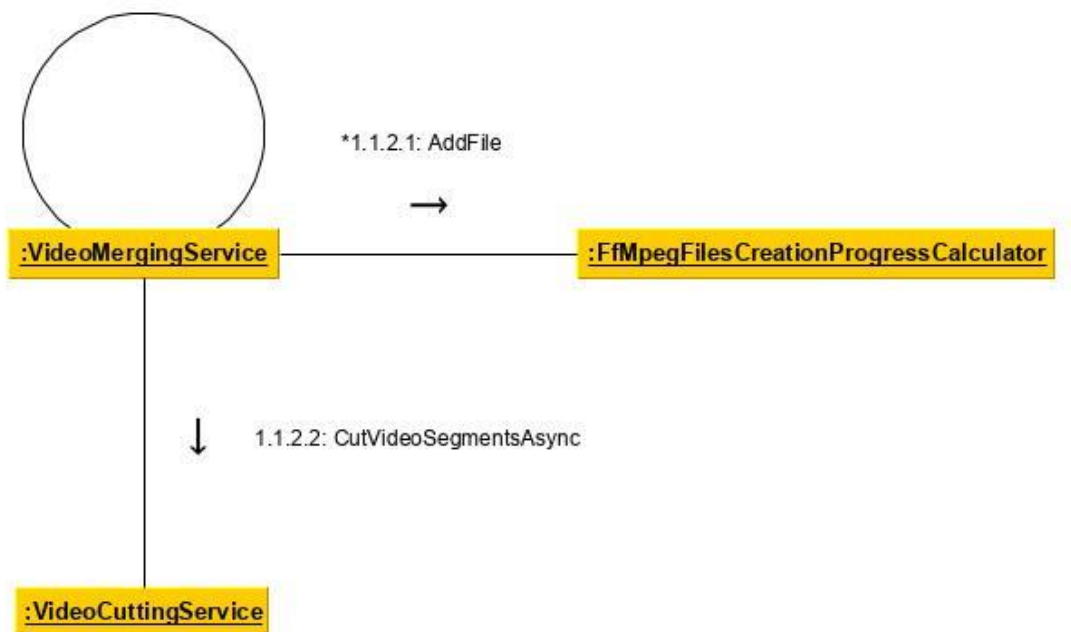 *1.1.2.1: AddFile
:VideoMergingService
:FfMpegFilesCreationProgressCalculator
1.1.2.2: CutVideoSegmentsAsync
:VideoCuttingService